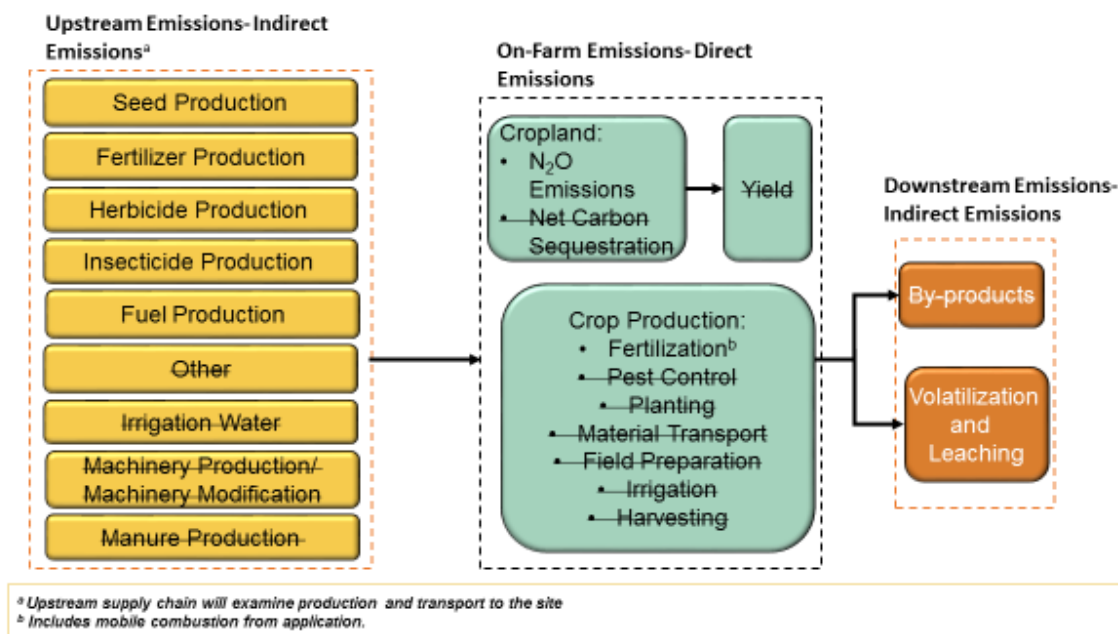 Upstream Emissions- Indirect
Emissionsᵃ
Seed Production
Fertilizer Production
Herbicide Production
Insecticide Production
Fuel Production
Other
Irrigation Water
Machinery Production/
Machinery Modification
Manure Production
On-Farm Emissions- Direct
Emissions
Cropland:
• N₂O
Emissions
• Net Carbon
Sequestration
Yield
Crop Production:
• Fertilizationᵇ
• Pest Control
• Planting
• Material Transport
• Field Preparation
• Irrigation
• Harvesting
Downstream Emissions-
Indirect Emissions
By-products
Volatilization
and
Leaching
ᵃ Upstream supply chain will examine production and transport to the site
ᵇ Includes mobile combustion from application.